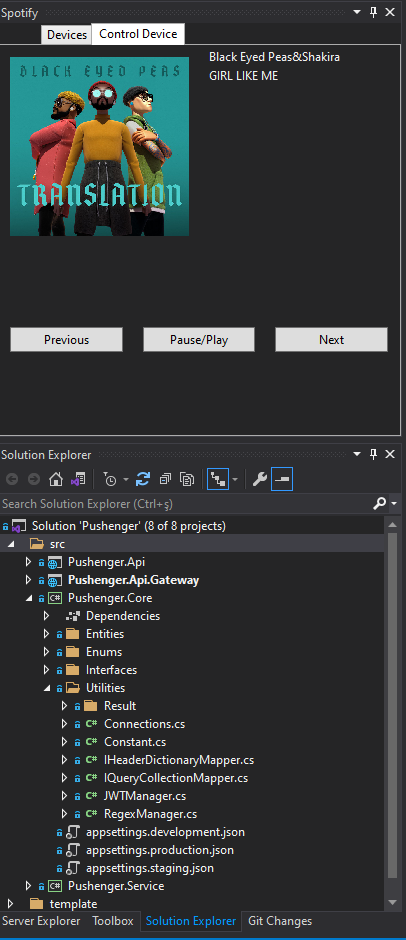 Spotify
Devices
Control Device
Black Eyed Peas&Shakira
GIRL LIKE ME
BLACK EYED PEAS
TRANSLATION
Previous
Pause/Play
Next
Solution Explorer
Search Solution Explorer (Ctrl+ş)
Solution 'Pushenger' (8 of 8 projects)
src
Pushenger.Api
Pushenger.Api.Gateway
C# Pushenger.Core
Dependencies
Entities
Enums
Interfaces
Utilities
Result
C# Connections.cs
C# Constant.cs
C# IHeaderDictionaryMapper.cs
C# IQueryCollectionMapper.cs
C# JWTManager.cs
C# RegexManager.cs
appsettings.development.json
appsettings.production.json
appsettings.staging.json
C# Pushenger.Service
template
Server Explorer Toolbox Solution Explorer Git Changes